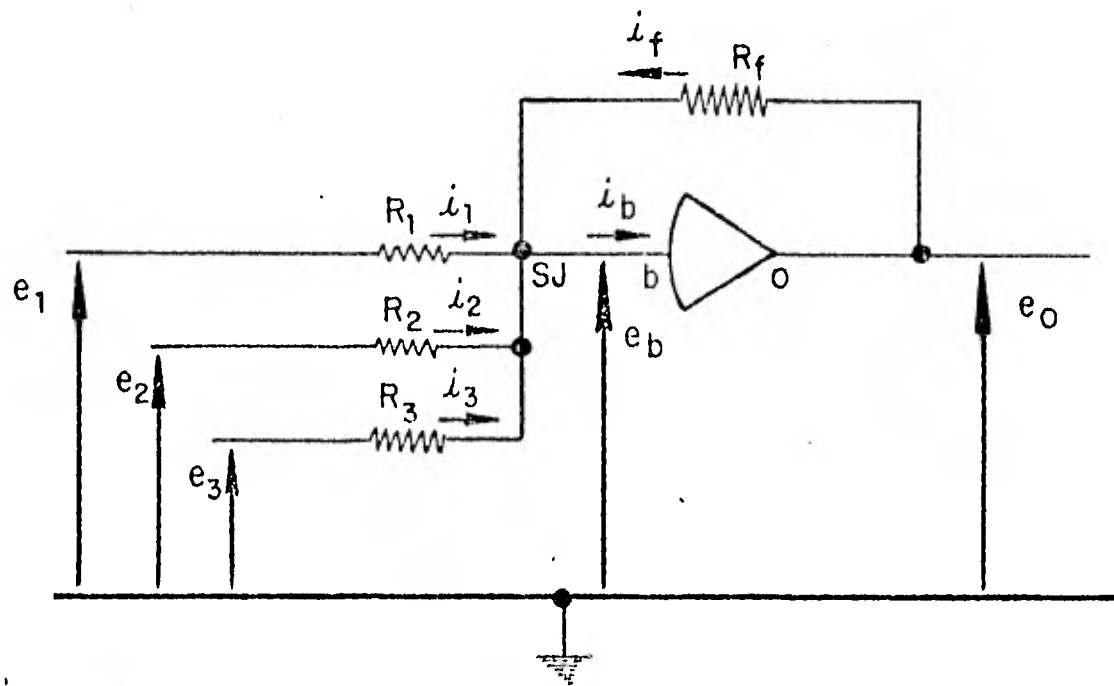 i_f
R_f
R_1 i_1
i_b
SJ b O
e_1
R_2 i_2
e_b
e_o
e_2
R_3 i_3
e_3